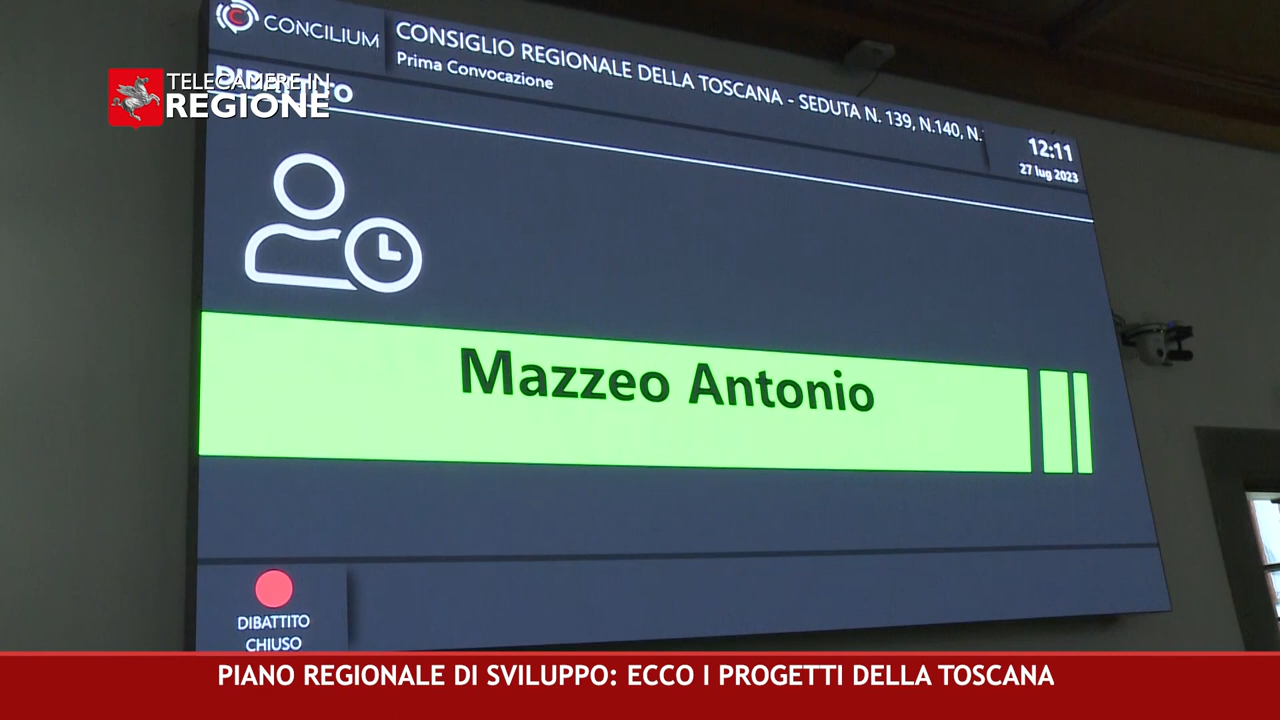 CONCILIUM
CONSIGLIO REGIONALE DELLA TOSCANA - SEDUTA N. 139, N.140, N.
Prima Convocazione
TELECAMERE IN
REGIONE
12:11
27 lug 2023
Mazzeo Antonio
DIBATTITO
CHIUSO
PIANO REGIONALE DI SVILUPPO: ECCO I PROGETTI DELLA TOSCANA